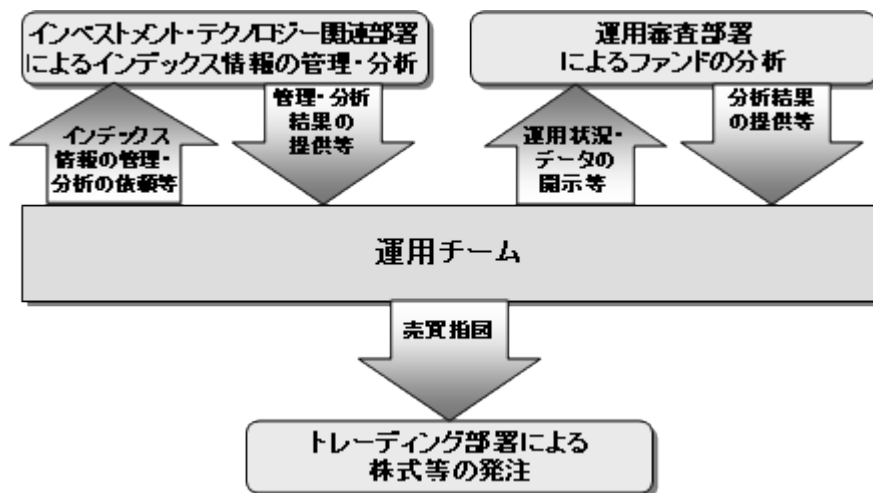 インベストメント・テクノロジー関連部署
によるインデックス情報の管理・分析
運用審査部署
によるファンドの分析
インデックス
情報の管理・
分析の依頼等
管理・分析
結果の
提供等
運用状況・
データの
開示等
分析結果
の提供等
運用チーム
売買指図
トレーディング部署による
株式等の発注